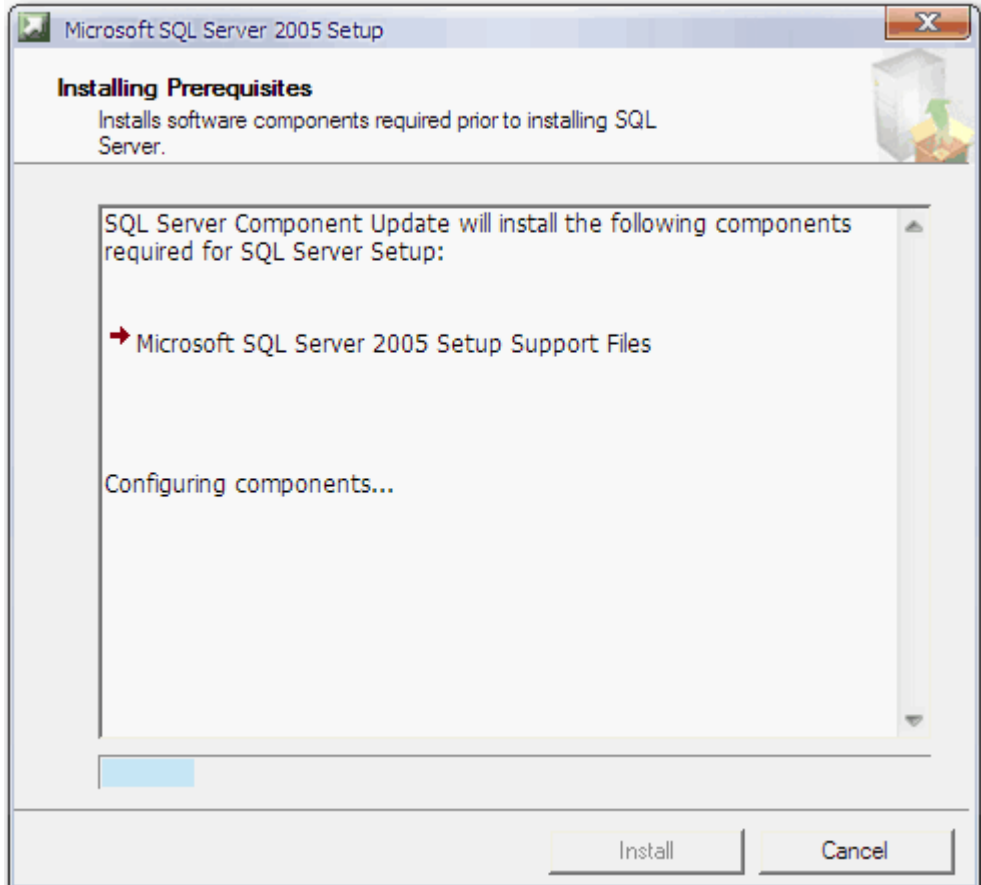 Microsoft SQL Server 2005 Setup
Installing Prerequisites
Installs software components required prior to installing SQL
Server.
SQL Server Component Update will install the following components
required for SQL Server Setup:
Microsoft SQL Server 2005 Setup Support Files
Configuring components...
Install
Cancel